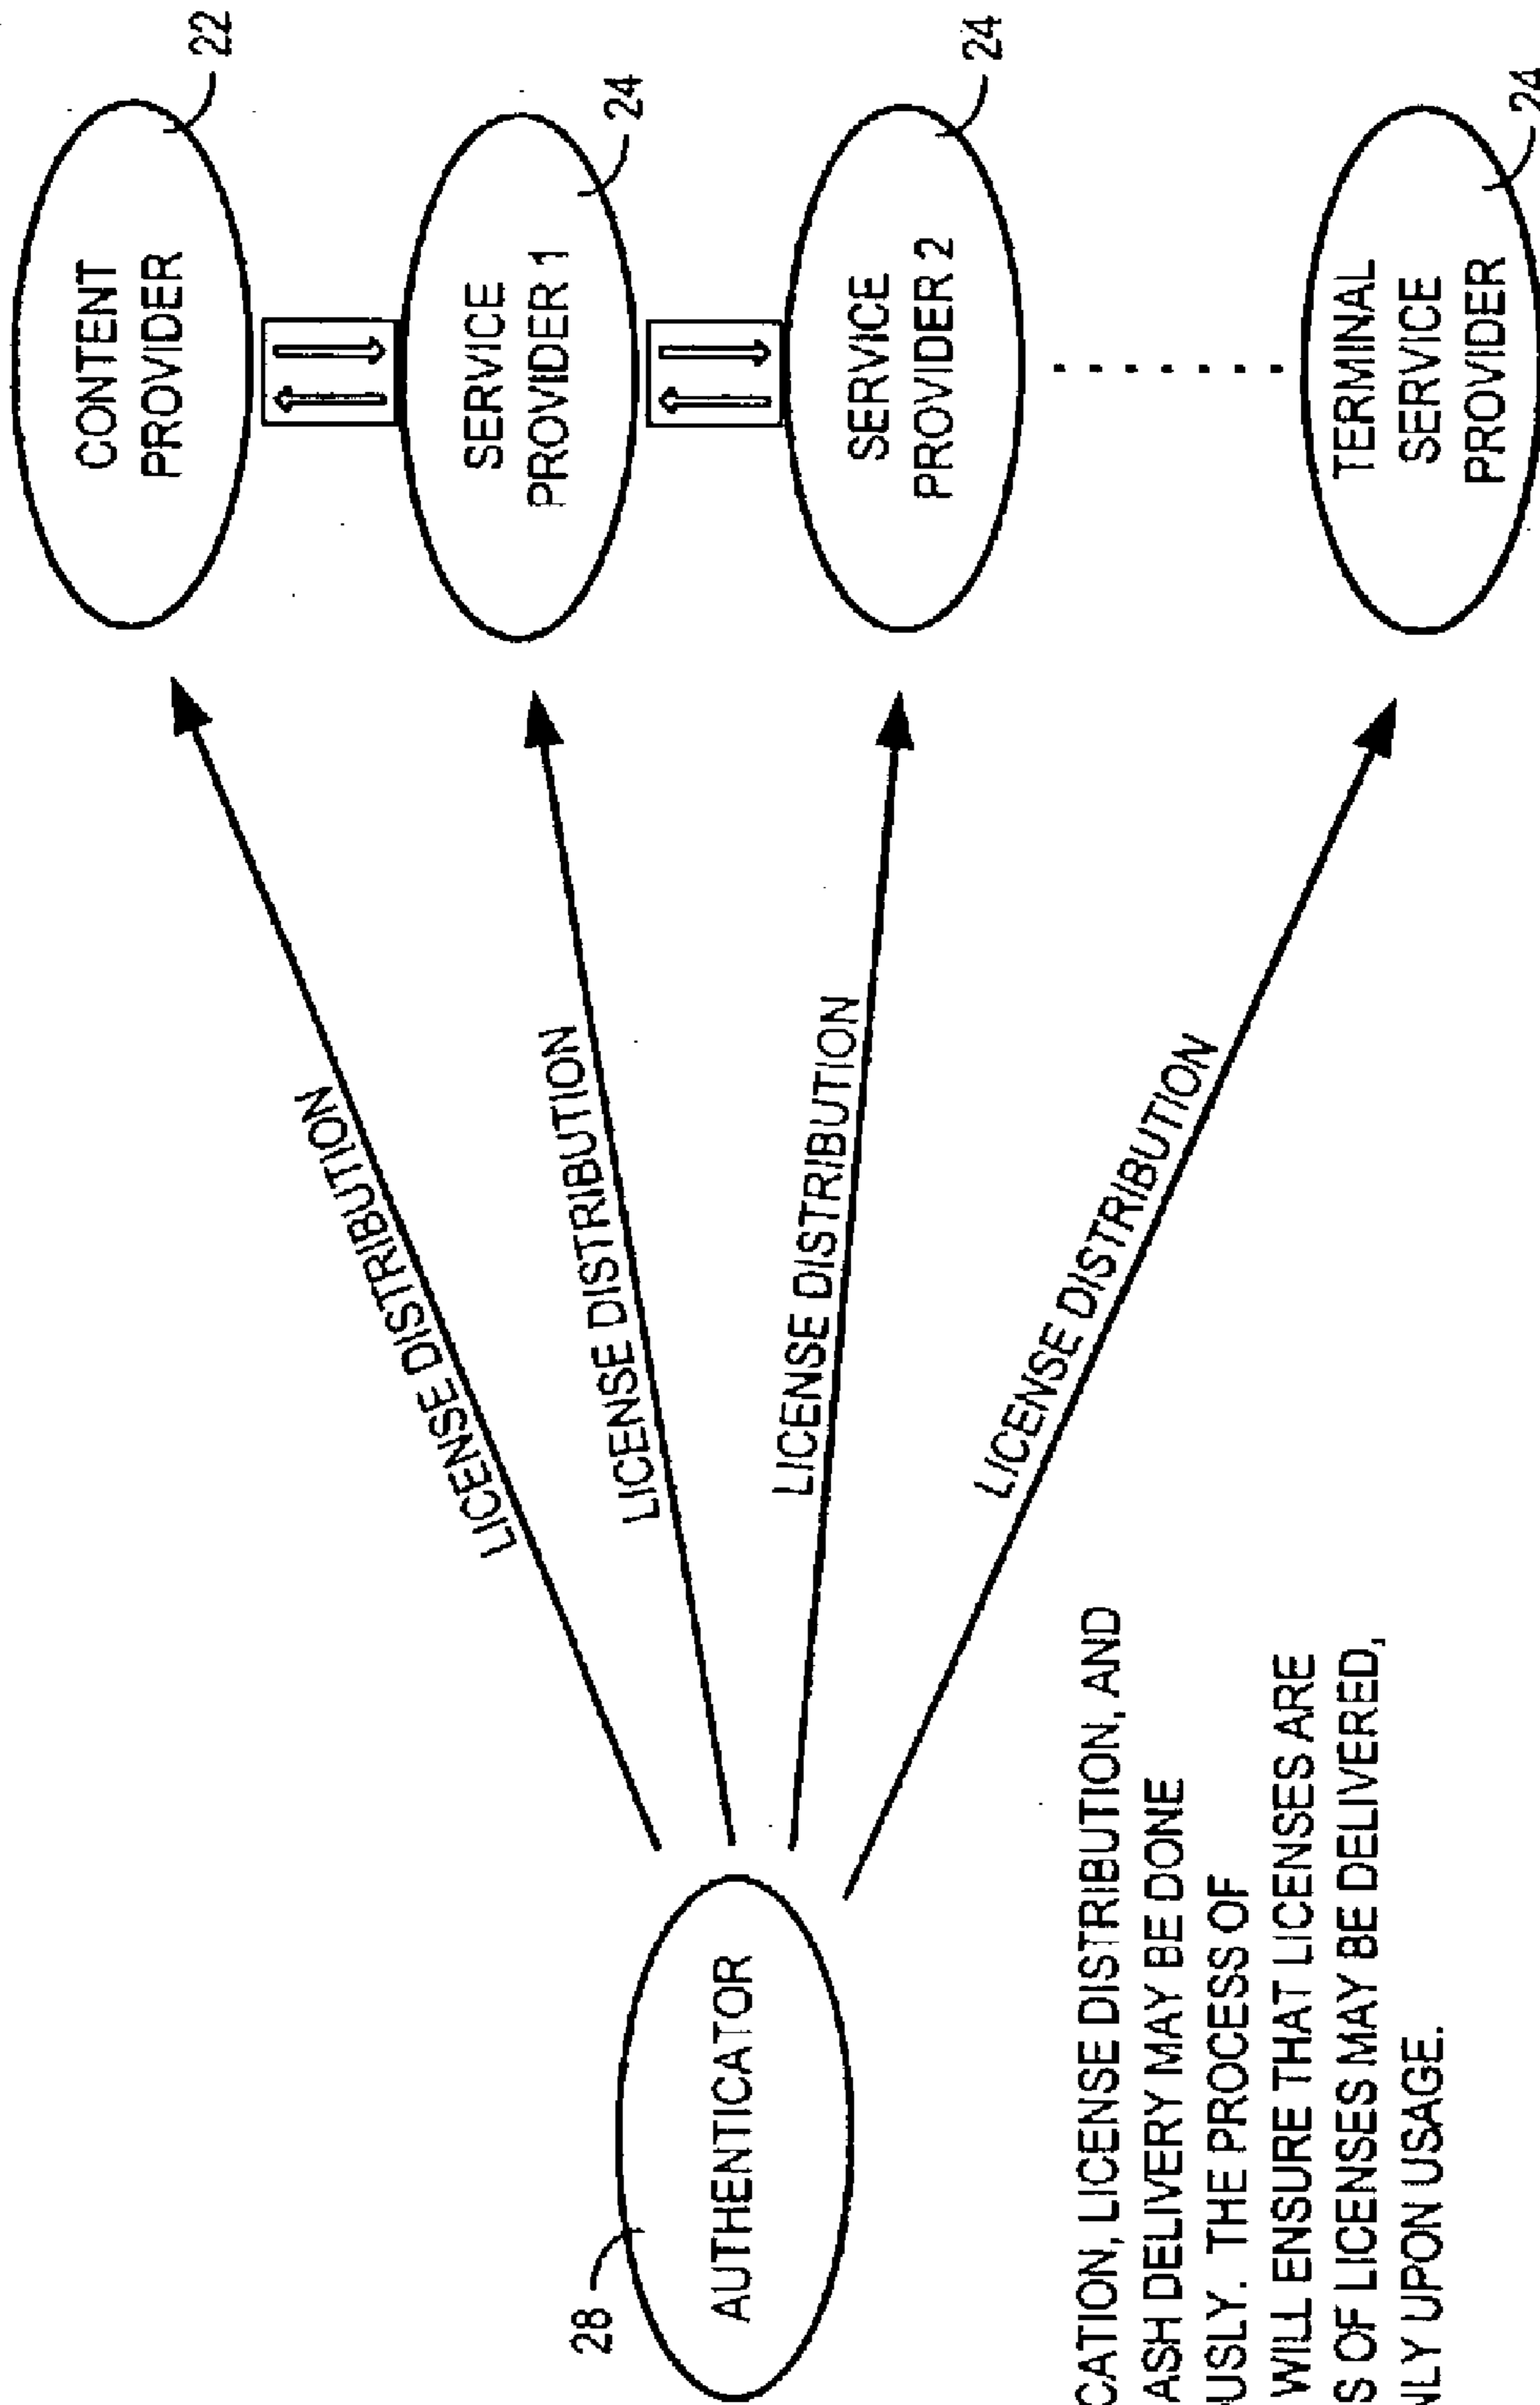 22
CONTENT
PROVIDER
24
SERVICE
PROVIDER 1
24
SERVICE
PROVIDER 2
24
TERMINAL
SERVICE
PROVIDER
LICENSE DISTRIBUTION
LICENSE DISTRIBUTION
LICENSE DISTRIBUTION
LICENSE DISTRIBUTION
28
AUTHENTICATOR
CATION, LICENSE DISTRIBUTION, AND
ASH DELIVERY MAY BE DONE
USLY. THE PROCESS OF
WILL ENSURE THAT LICENSES ARE
S OF LICENSES MAY BE DELIVERED,
NLY UPON USAGE.